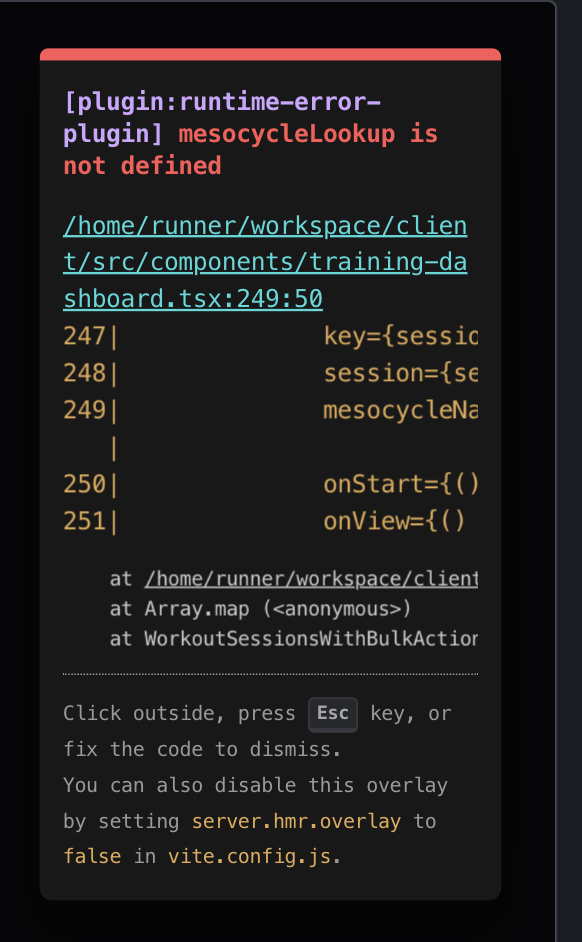 [plugin:runtime-error-
plugin] mesocycleLookup is
not defined
/home/runner/workspace/clien
t/src/components/training-da
shboard.tsx:249:50
247|                 key={sessio
248|                 session={se
249|                 mesocycleNa
   |
250|                 onStart={()
251|                 onView={()
at /home/runner/workspace/client
at Array.map (<anonymous>)
at WorkoutSessionsWithBulkAction
Click outside, press Esc key, or
fix the code to dismiss.
You can also disable this overlay
by setting server.hmr.overlay to
false in vite.config.js.